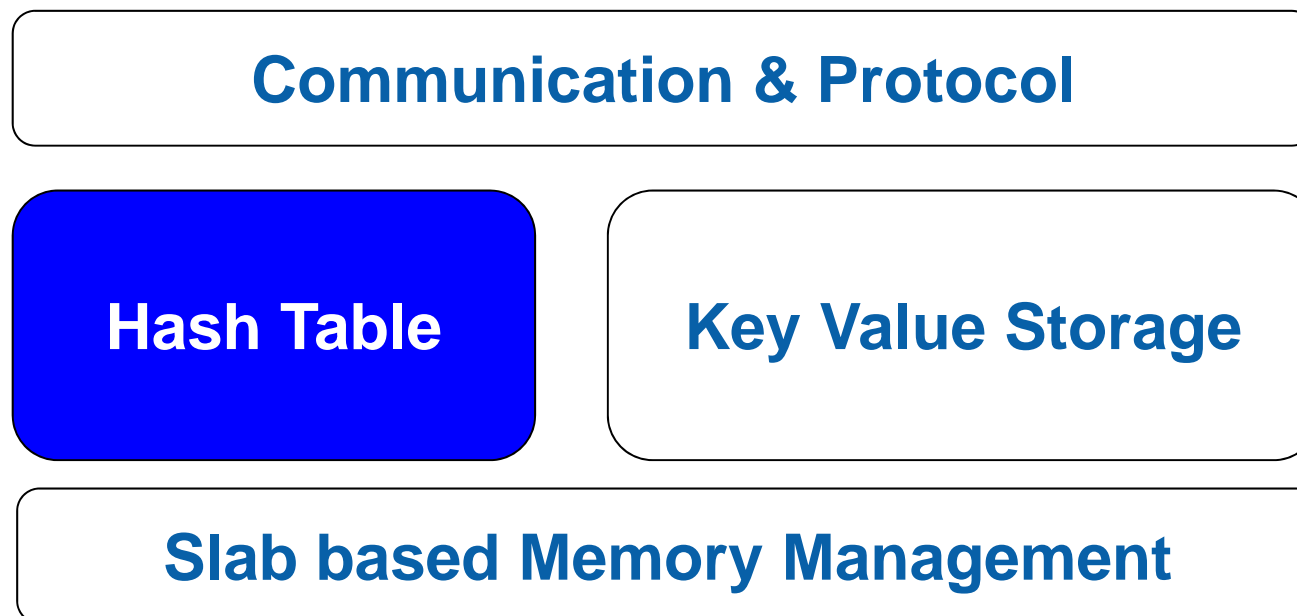 Communication & Protocol
Hash Table
Key Value Storage
Slab based Memory Management